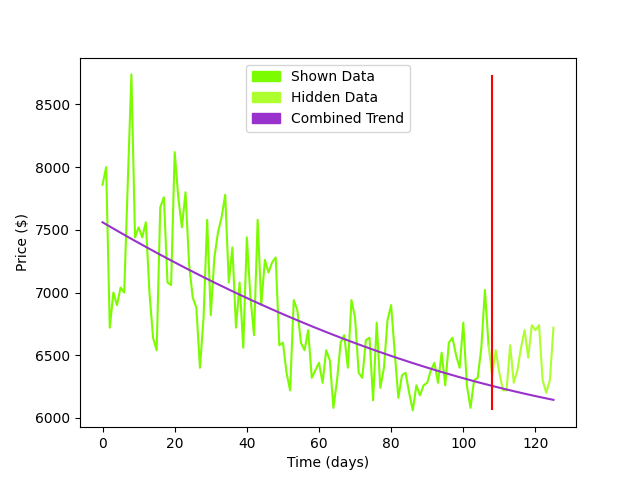 Shown Data
Hidden Data
Combined Trend
8500
8000
7500
7000
6500
6000
Price ($)
0 20 40 60 80 100 120
Time (days)